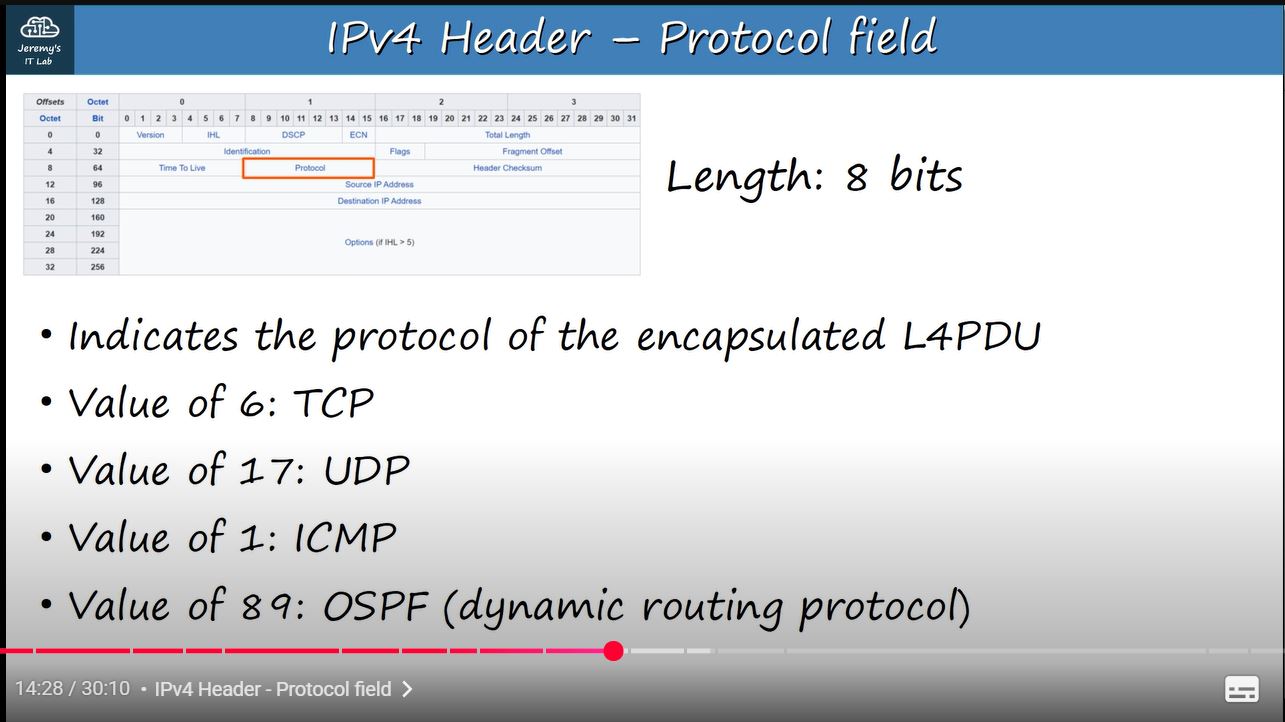 Jeremy's
IT Lab
IPv4 Header – Protocol field
Offsets Octet 0 1 2 3
Octet Bit 0 1 2 3 4 5 6 7 8 9 10 11 12 13 14 15 16 17 18 19 20 21 22 23 24 25 26 27 28 29 30 31
0 0 Version IHL DSCP ECN Total Length
4 32 Identification Flags Fragment Offset
8 64 Time To Live Protocol Header Checksum
12 96 Source IP Address
16 128 Destination IP Address
20 160
24 192 Options (if IHL > 5)
28 224
32 256
Length: 8 bits
• Indicates the protocol of the encapsulated L4PDU
• Value of 6: TCP
• Value of 17: UDP
• Value of 1: ICMP
• Value of 89: OSPF (dynamic routing protocol)
14:28 / 30:10 • IPv4 Header - Protocol field